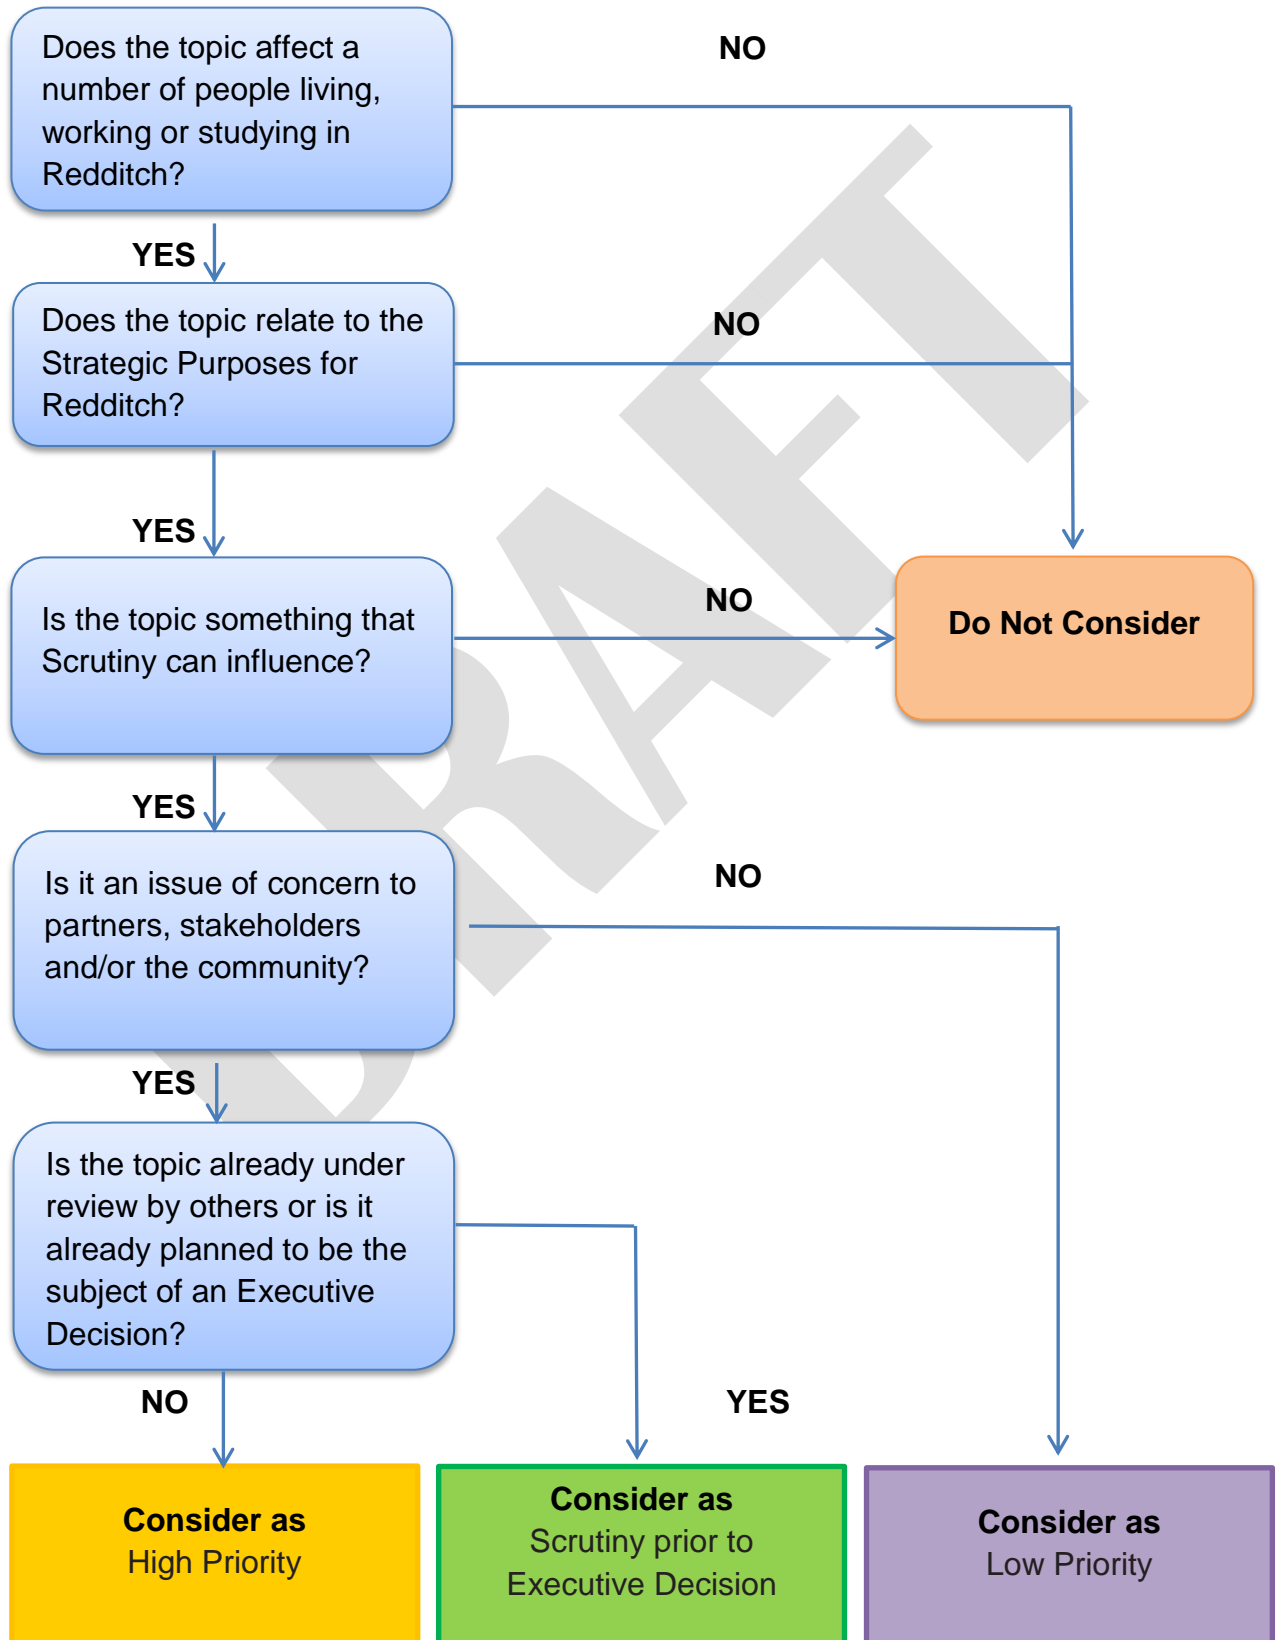 Does the topic affect a
number of people living,
working or studying in
Redditch?
NO
YES
Does the topic relate to the
Strategic Purposes for
Redditch?
NO
YES
Is the topic something that
Scrutiny can influence?
NO
Do Not Consider
YES
Is it an issue of concern to
partners, stakeholders
and/or the community?
NO
YES
Is the topic already under
review by others or is it
already planned to be the
subject of an Executive
Decision?
NO
YES
Consider as
High Priority
Consider as
Scrutiny prior to
Executive Decision
Consider as
Low Priority
DRAFT